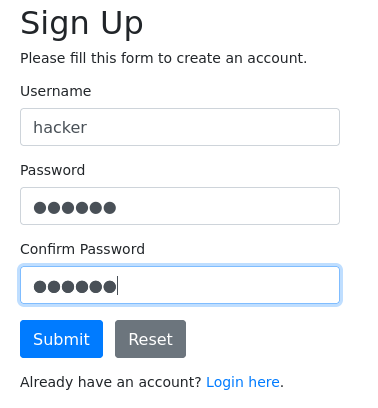 Sign Up
Please fill this form to create an account.
Username
hacker
Password
●●●●●●
Confirm Password
●●●●●●
Submit Reset
Already have an account? Login here.